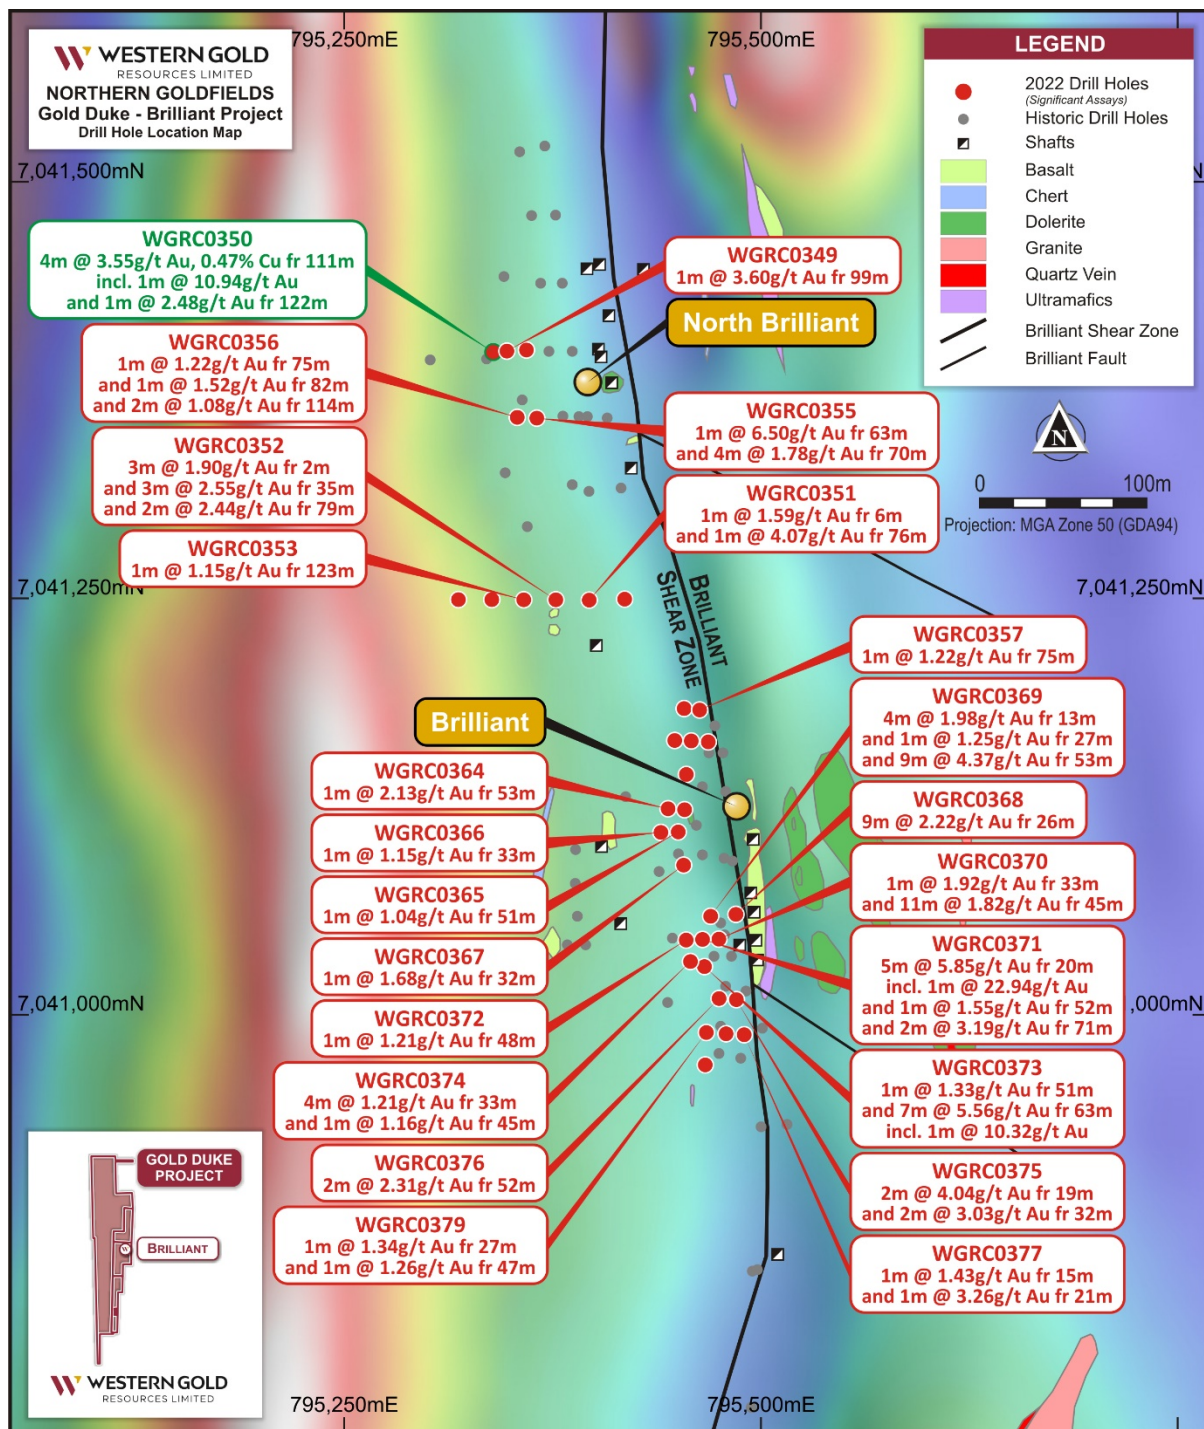 795,250mE
795,500mE
WESTERN GOLD
RESOURCES LIMITED
NORTHERN GOLDFIELDS
Gold Duke - Brilliant Project
Drill Hole Location Map
LEGEND
2022 Drill Holes
(Significant Assays)
Historic Drill Holes
Shafts
Basalt
Chert
Dolerite
Granite
Quartz Vein
Ultramafics
Brilliant Shear Zone
Brilliant Fault
7,041,500mN
N
WGRC0350
4m @ 3.55g/t Au, 0.47% Cu fr 111m
incl. 1m @ 10.94g/t Au
and 1m @ 2.48g/t Au fr 122m
WGRC0349
1m @ 3.60g/t Au fr 99m
North Brilliant
WGRC0356
1m @ 1.22g/t Au fr 75m
and 1m @ 1.52g/t Au fr 82m
and 2m @ 1.08g/t Au fr 114m
WGRC0355
1m @ 6.50g/t Au fr 63m
and 4m @ 1.78g/t Au fr 70m
N
0 100m
Projection: MGA Zone 50 (GDA94)
WGRC0352
3m @ 1.90g/t Au fr 2m
and 3m @ 2.55g/t Au fr 35m
and 2m @ 2.44g/t Au fr 79m
WGRC0351
1m @ 1.59g/t Au fr 6m
and 1m @ 4.07g/t Au fr 76m
WGRC0353
1m @ 1.15g/t Au fr 123m
7,041,250mN
7,041,250mN
BRILLIANT
SHEAR ZONE
WGRC0357
1m @ 1.22g/t Au fr 75m
Brilliant
WGRC0369
4m @ 1.98g/t Au fr 13m
and 1m @ 1.25g/t Au fr 27m
and 9m @ 4.37g/t Au fr 53m
WGRC0364
1m @ 2.13g/t Au fr 53m
WGRC0368
9m @ 2.22g/t Au fr 26m
WGRC0366
1m @ 1.15g/t Au fr 33m
WGRC0370
1m @ 1.92g/t Au fr 33m
and 11m @ 1.82g/t Au fr 45m
WGRC0365
1m @ 1.04g/t Au fr 51m
WGRC0367
1m @ 1.68g/t Au fr 32m
WGRC0371
5m @ 5.85g/t Au fr 20m
incl. 1m @ 22.94g/t Au
and 1m @ 1.55g/t Au fr 52m
and 2m @ 3.19g/t Au fr 71m
7,041,000mN
,000mN
WGRC0372
1m @ 1.21g/t Au fr 48m
WGRC0374
4m @ 1.21g/t Au fr 33m
and 1m @ 1.16g/t Au fr 45m
WGRC0373
1m @ 1.33g/t Au fr 51m
and 7m @ 5.56g/t Au fr 63m
incl. 1m @ 10.32g/t Au
WGRC0376
2m @ 2.31g/t Au fr 52m
WGRC0375
2m @ 4.04g/t Au fr 19m
and 2m @ 3.03g/t Au fr 32m
WGRC0379
1m @ 1.34g/t Au fr 27m
and 1m @ 1.26g/t Au fr 47m
WGRC0377
1m @ 1.43g/t Au fr 15m
and 1m @ 3.26g/t Au fr 21m
GOLD DUKE
PROJECT
W
BRILLIANT
WESTERN GOLD
RESOURCES LIMITED
795,250mE
795,500mE